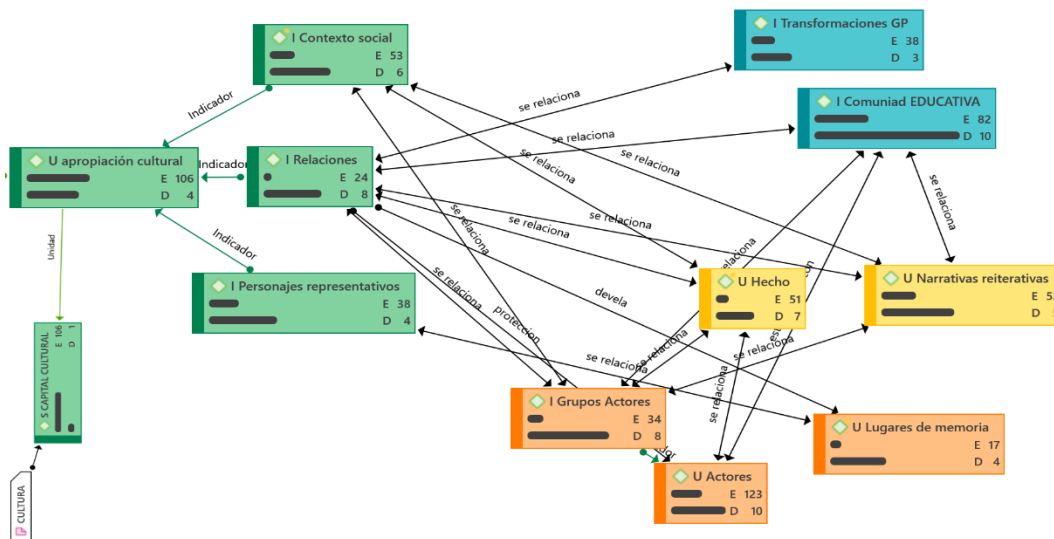 I Transformaciones GP
E 38
D 3
I Contexto social
E 53
D 6
I Comuniad EDUCATIVA
E 82
D 10
Indicador
se relaciona
se relaciona
U apropiación cultural
E 106
D 4
Indicador
I Relaciones
E 24
D 8
se relaciona
se relaciona
se relaciona
Unidad
Indicador
se relaciona
se relaciona
se relaciona
I Personajes representativos
E 38
D 4
se relaciona
proteccion
devela
U Hecho
E 51
D 7
U Narrativas reiterativas
se relaciona
se relaciona
se relaciona
se relaciona
S CAPITAL CULTURAL
E 106
D 1
I Grupos Actores
E 34
D 8
U Lugares de memoria
E 17
D 4
U Actores
E 123
D 10
CULTURA